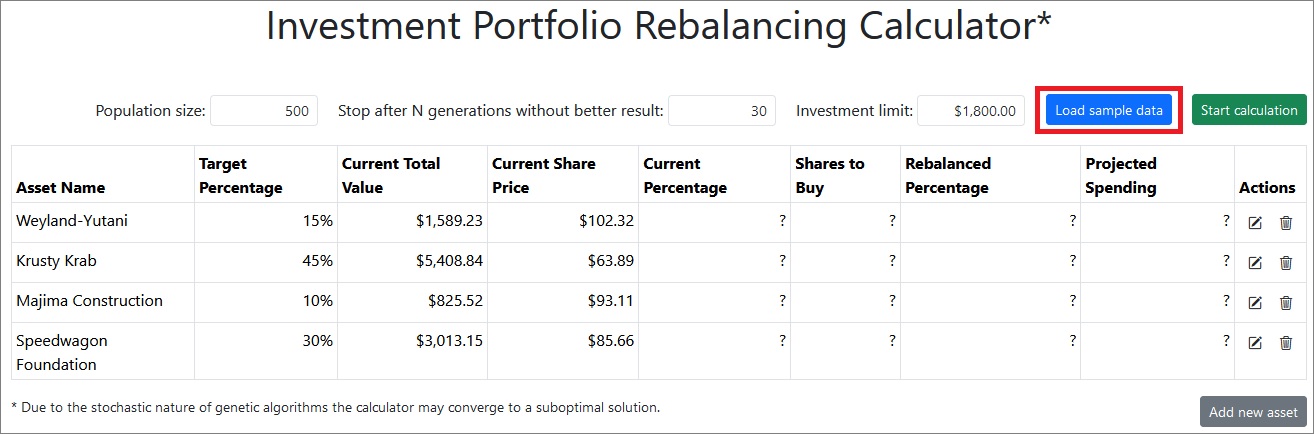 Investment Portfolio Rebalancing Calculator*
Population size: 500 Stop after N generations without better result: 30 Investment limit: $1,800.00 Load sample data Start calculation
Asset Name Target Percentage Current Total Value Current Share Price Current Percentage Shares to Buy Rebalanced Percentage Projected Spending Actions
Weyland-Yutani 15% $1,589.23 $102.32 ? ? ? ?
Krusty Krab 45% $5,408.84 $63.89 ? ? ? ?
Majima Construction 10% $825.52 $93.11 ? ? ? ?
Speedwagon Foundation 30% $3,013.15 $85.66 ? ? ? ?
* Due to the stochastic nature of genetic algorithms the calculator may converge to a suboptimal solution.
Add new asset